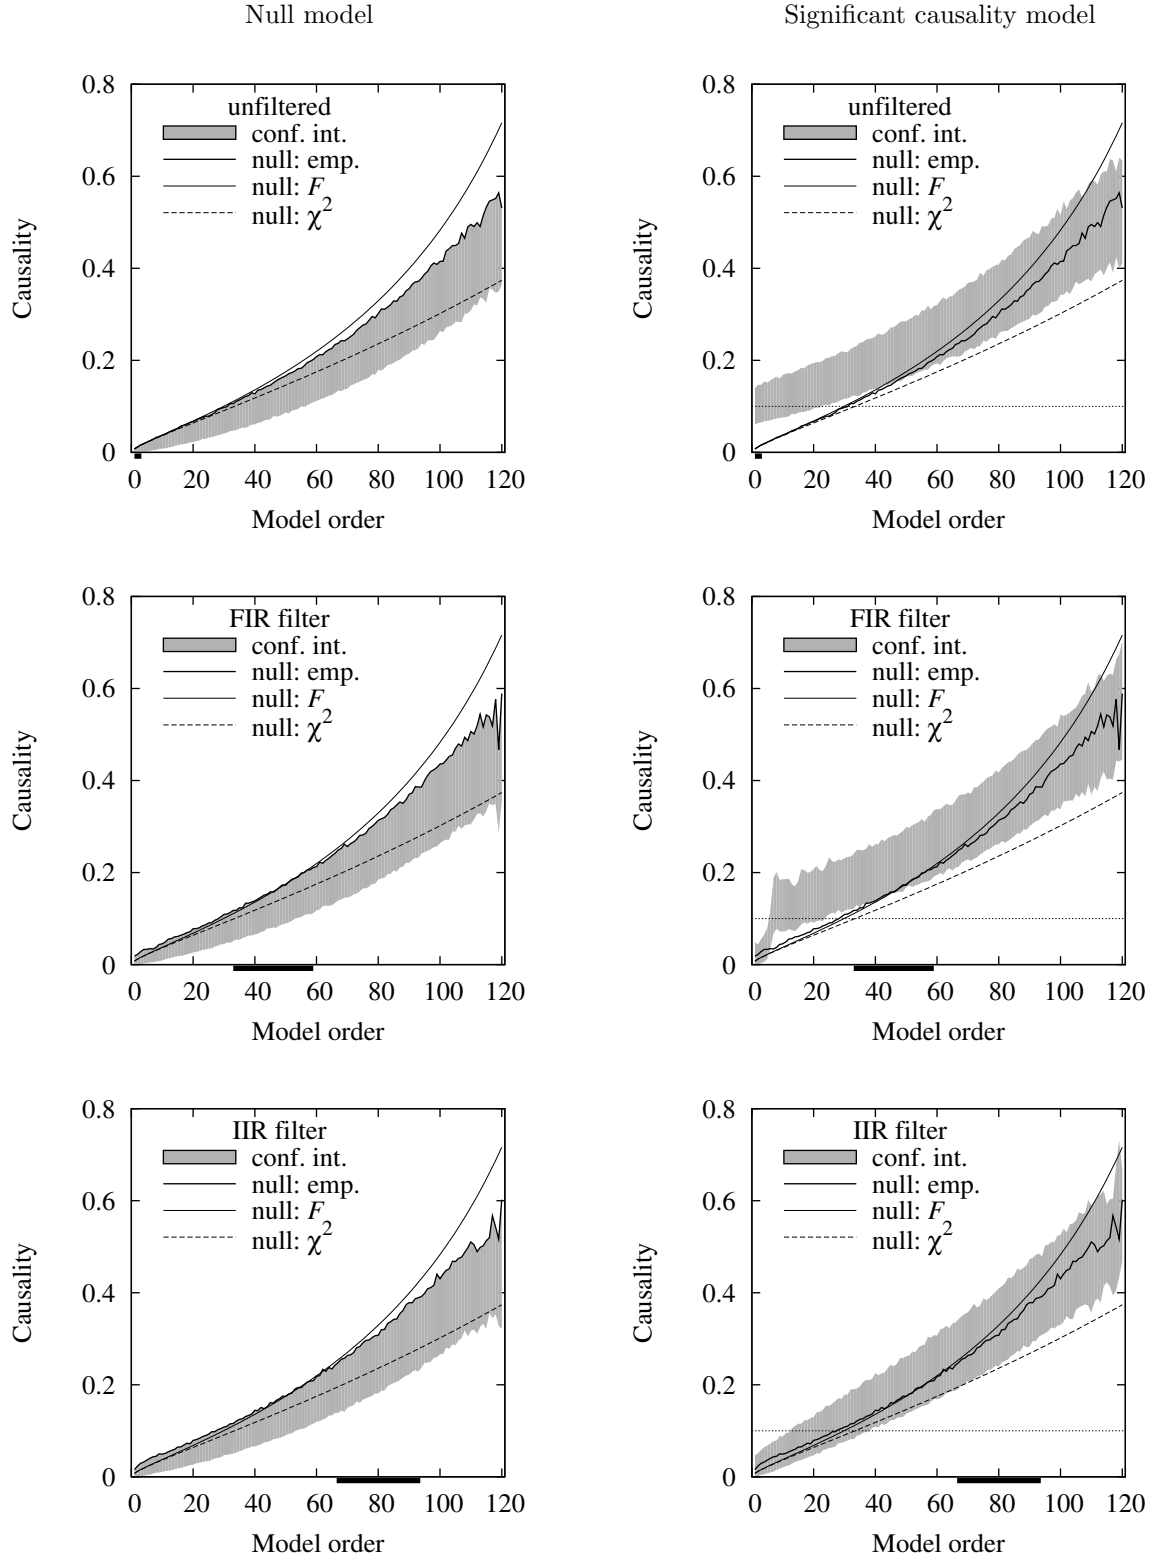 Null model
Significant causality model
0.8
0.6
0.4
0.2
0
Causality
unfiltered
conf. int.
null: emp.
null: F
null: χ²
0 20 40 60 80 100 120
Model order
0.8
0.6
0.4
0.2
0
Causality
unfiltered
conf. int.
null: emp.
null: F
null: χ²
0 20 40 60 80 100 120
Model order
0.8
0.6
0.4
0.2
0
Causality
FIR filter
conf. int.
null: emp.
null: F
null: χ²
0 20 40 60 80 100 120
Model order
0.8
0.6
0.4
0.2
0
Causality
FIR filter
conf. int.
null: emp.
null: F
null: χ²
0 20 40 60 80 100 120
Model order
0.8
0.6
0.4
0.2
0
Causality
IIR filter
conf. int.
null: emp.
null: F
null: χ²
0 20 40 60 80 100 120
Model order
0.8
0.6
0.4
0.2
0
Causality
IIR filter
conf. int.
null: emp.
null: F
null: χ²
0 20 40 60 80 100 120
Model order